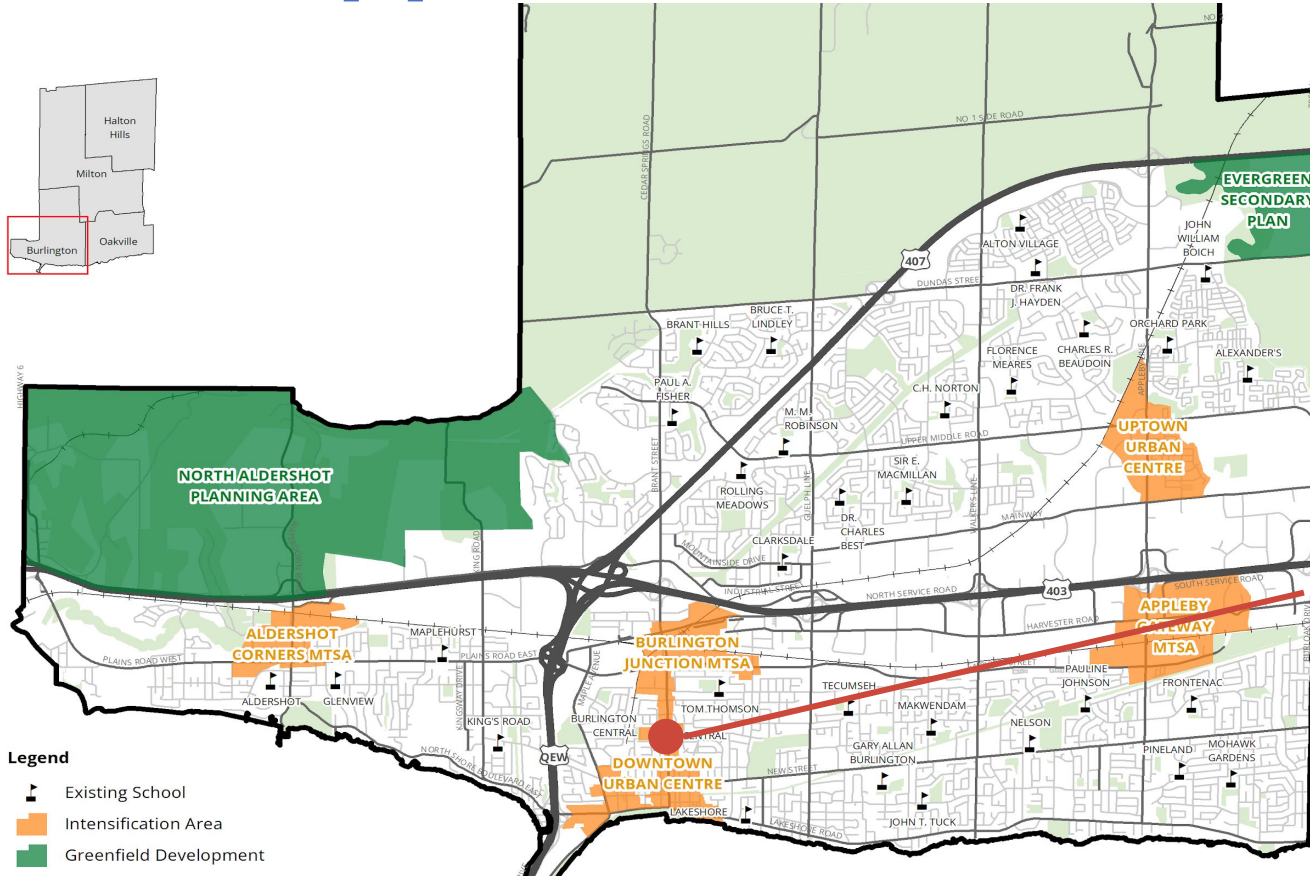 Halton
Hills
Milton
Burlington
Oakville
NO 1 SIDE ROAD
CEDAR SPRINGS ROAD
407
EVERGREEN
SECONDARY
PLAN
JOHN
WILLIAM
BOICH
ALTON VILLAGE
DR. FRANK
J. HAYDEN
DUNDAS STREET
BRUCE T.
LINDLEY
BRANT HILLS
ORCHARD PARK
CHARLES R.
BEAUDOIN
FLORENCE
MEARES
ALEXANDER'S
HIGHWAY 6
PAUL A.
FISHER
C.H. NORTON
M. M.
ROBINSON
UPPER MIDDLE ROAD
UPTOWN
URBAN
CENTRE
BRANT STREET
GUELPH LINE
WALKER'S LINE
SIR E.
MACMILLAN
ROLLING
MEADOWS
DR.
CHARLES
BEST
MAINWAY
NORTH ALDERSHOT
PLANNING AREA
KING ROAD
CLARKSDALE
MOUNTAINSIDE DRIVE
INDUSTRIAL STREET
NORTH SERVICE ROAD
403
SOUTH SERVICE ROAD
APPLEBY
GATEWAY
MTSA
HARVESTER ROAD
ALDERSHOT
CORNERS MTSA
MAPLEHURST
PLAINS ROAD WEST
PLAINS ROAD EAST
BURLINGTON
JUNCTION MTSA
MAPLE AVENUE
KINGSWAY DRIVE
ALDERSHOT
GLENVIEW
KING'S ROAD
NORTH SHORE BOULEVARD EAST
QEW
TOM THOMSON
TECUMSEH
MAKWENDAM
PAULINE
JOHNSON
FRONTENAC
NELSON
BURLINGTON
CENTRAL
CENTRAL
GARY ALLAN
BURLINGTON
PINELAND
MOHAWK
GARDENS
DOWNTOWN
URBAN CENTRE
NEW STREET
LAKESHORE
LAKESHORE ROAD
JOHN T. TUCK
Legend
Existing School
Intensification Area
Greenfield Development